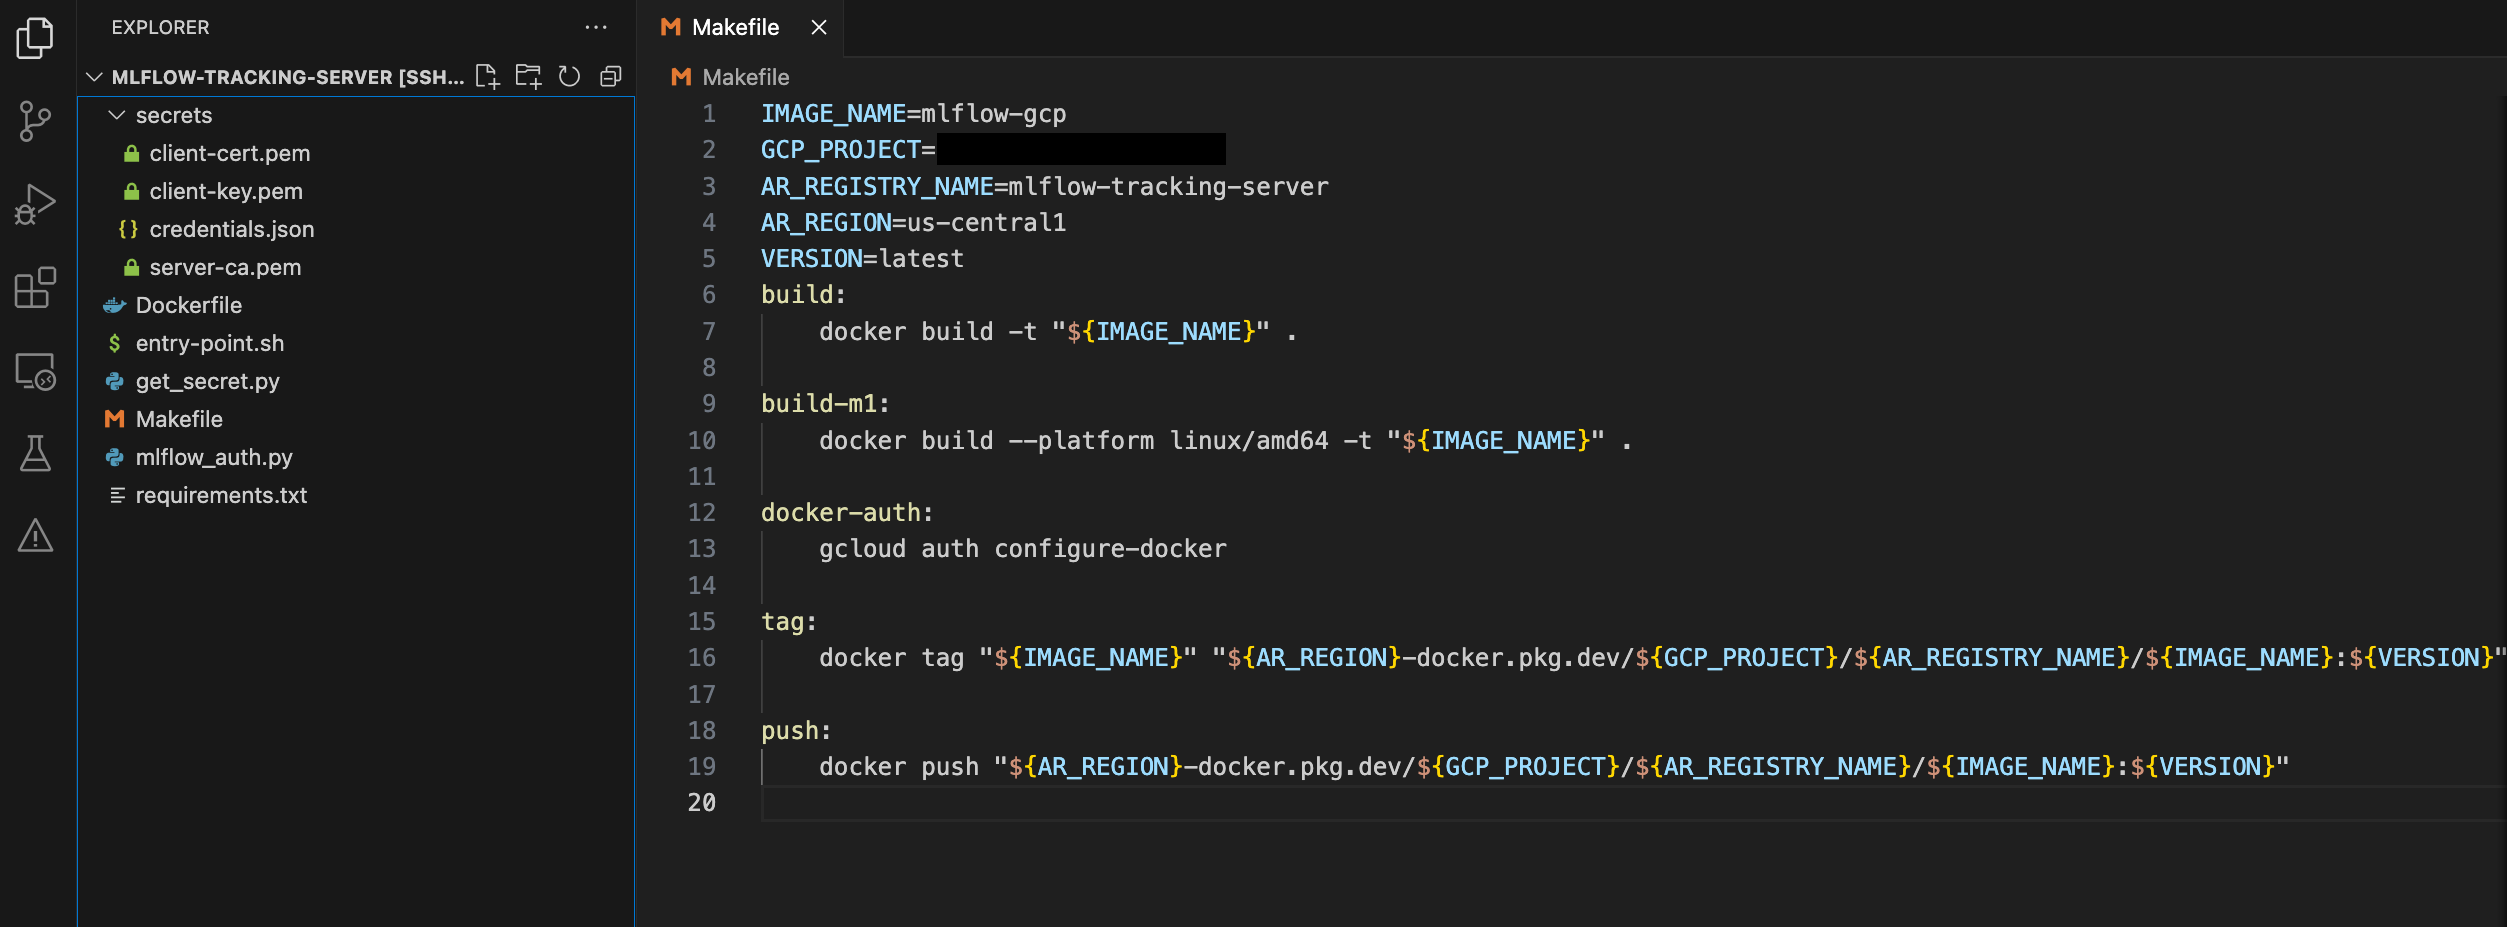 EXPLORER
MLFLOW-TRACKING-SERVER [SSH...
secrets
client-cert.pem
client-key.pem
credentials.json
server-ca.pem
Dockerfile
entry-point.sh
get_secret.py
Makefile
mlflow_auth.py
requirements.txt
Makefile
Makefile
1 IMAGE_NAME=mlflow-gcp
2 GCP_PROJECT=
3 AR_REGISTRY_NAME=mlflow-tracking-server
4 AR_REGION=us-central1
5 VERSION=latest
6 build:
7     docker build -t "${IMAGE_NAME}" .
8
9 build-m1:
10     docker build --platform linux/amd64 -t "${IMAGE_NAME}" .
11
12 docker-auth:
13     gcloud auth configure-docker
14
15 tag:
16     docker tag "${IMAGE_NAME}" "${AR_REGION}-docker.pkg.dev/${GCP_PROJECT}/${AR_REGISTRY_NAME}/${IMAGE_NAME}:${VERSION}"
17
18 push:
19     docker push "${AR_REGION}-docker.pkg.dev/${GCP_PROJECT}/${AR_REGISTRY_NAME}/${IMAGE_NAME}:${VERSION}"
20